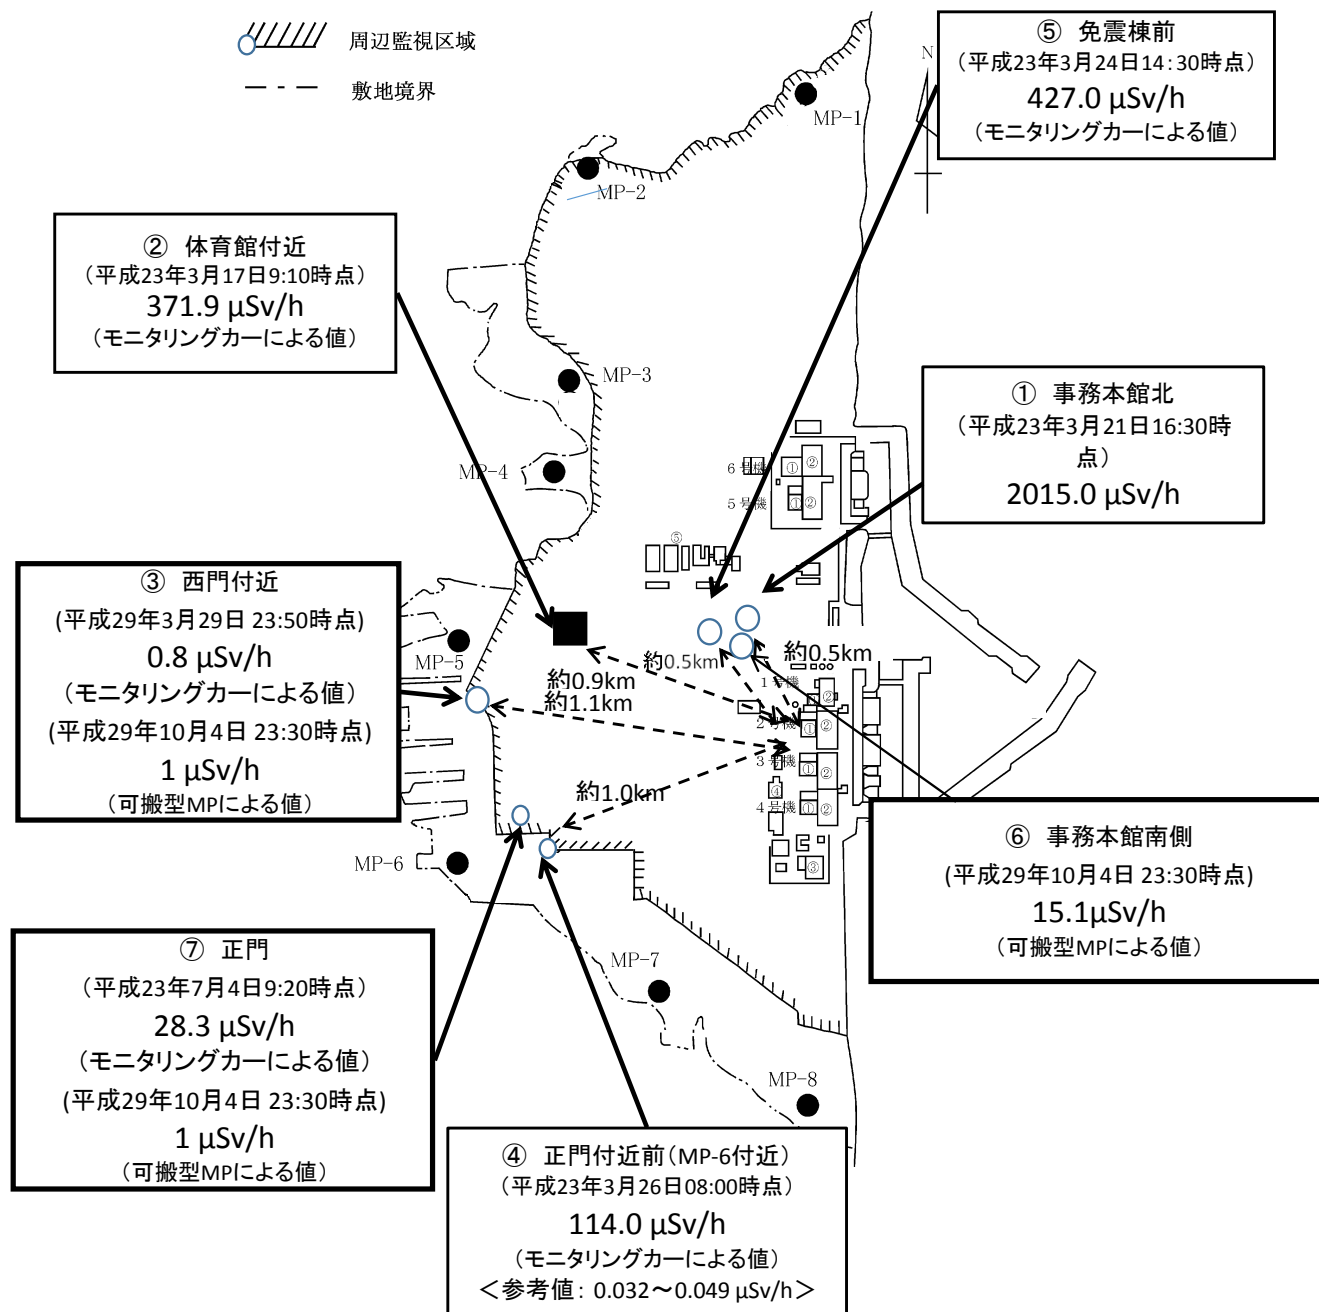 周辺監視区域
敷地境界
⑤ 免震棟前
（平成23年3月24日14：30時点）
427.0 μSv/h
（モニタリングカーによる値）
N
MP-1
MP-2
② 体育館付近
（平成23年3月17日9:10時点）
371.9 μSv/h
（モニタリングカーによる値）
MP-3
① 事務本館北
（平成23年3月21日16:30時
点）
2015.0 μSv/h
MP-4
6号機
①
②
5号機
①
②
⑤
③ 西門付近
(平成29年3月29日 23:50時点)
0.8 μSv/h
（モニタリングカーによる値）
(平成29年10月4日 23:30時点)
1 μSv/h
（可搬型MPによる値）
MP-5
約0.5km
約0.5km
約0.9km
約1.1km
1号機
②
2号機
①
②
3号機
①
②
約1.0km
④
4号機
①
②
③
MP-6
⑥ 事務本館南側
(平成29年10月4日 23:30時点)
15.1μSv/h
（可搬型MPによる値）
⑦ 正門
（平成23年7月4日9:20時点）
28.3 μSv/h
（モニタリングカーによる値）
(平成29年10月4日 23:30時点)
1 μSv/h
（可搬型MPによる値）
MP-7
MP-8
④ 正門付近前（MP-6付近）
（平成23年3月26日08:00時点）
114.0 μSv/h
（モニタリングカーによる値）
＜参考値：0.032～0.049 μSv/h＞